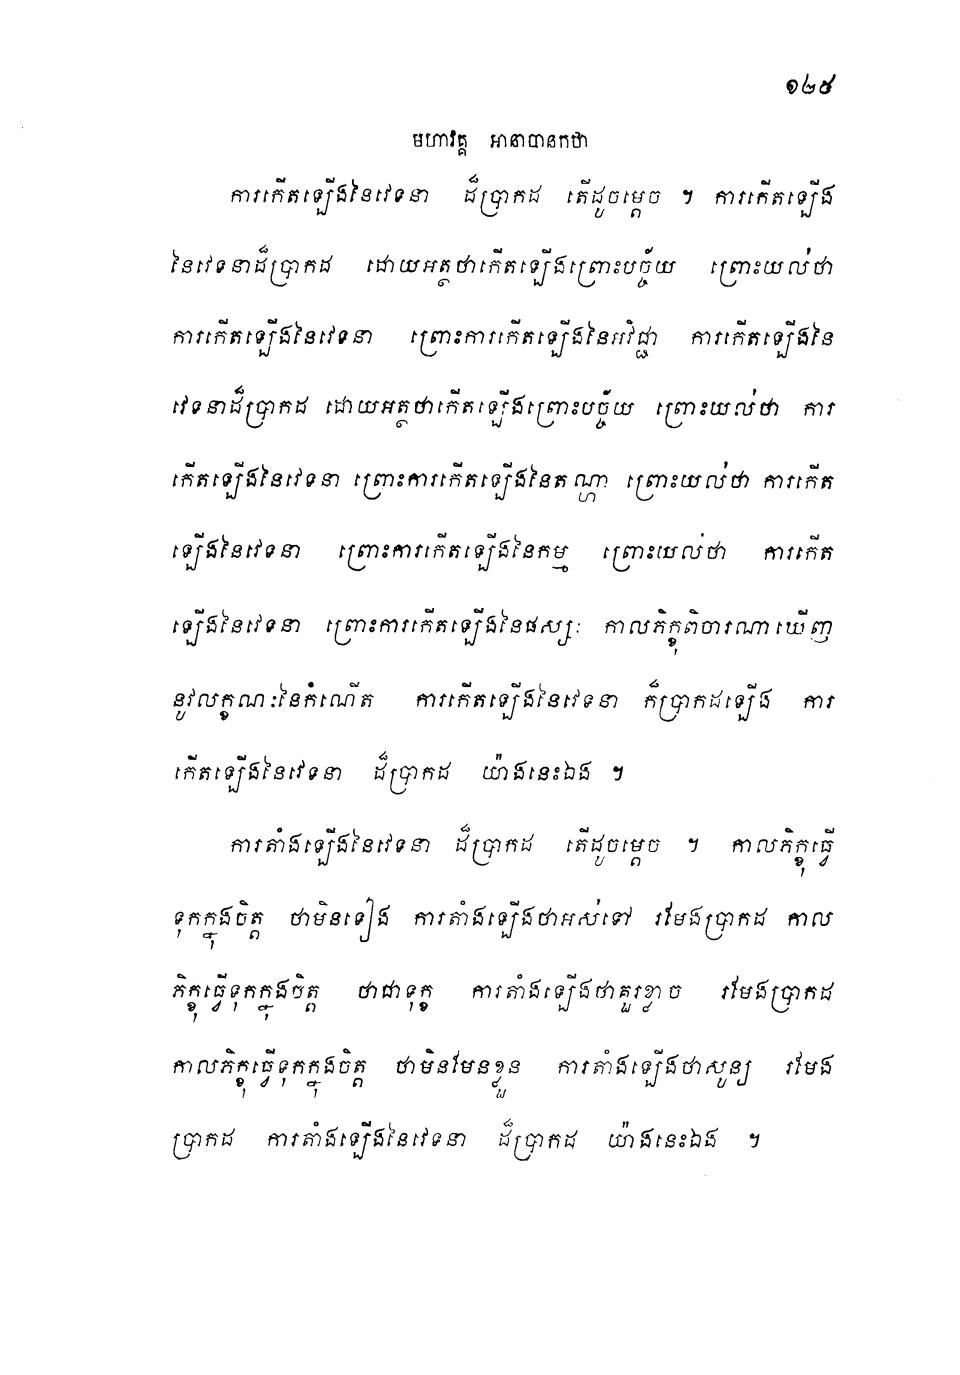 ១២៥
មហាវគ្គ អានាបានកថា
ការកើតឡើងនៃវេទនា ដ៏ប្រាកដ តើដូចម្តេច ។ ការកើតឡើង
នៃវេទនាដ៏ប្រាកដ ដោយអត្ថថាកើតឡើងព្រោះបច្ច័យ ព្រោះយល់ថា
ការកើតឡើងនៃវេទនា ព្រោះការកើតឡើងនៃអវិជ្ជា ការកើតឡើងនៃ
វេទនាដ៏ប្រាកដ ដោយអត្ថថាកើតឡើងព្រោះបច្ច័យ ព្រោះយល់ថា ការ
កើតឡើងនៃវេទនា ព្រោះការកើតឡើងនៃតណ្ហា ព្រោះយល់ថា ការកើត
ឡើងនៃវេទនា ព្រោះការកើតឡើងនៃកម្ម ព្រោះយល់ថា ការកើត
ឡើងនៃវេទនា ព្រោះការកើតឡើងនៃផស្សៈ កាលភិក្ខុពិចារណាឃើញ
នូវលក្ខណៈនៃកំណើត ការកើតឡើងនៃវេទនា ក៏ប្រាកដឡើង ការ
កើតឡើងនៃវេទនា ដ៏ប្រាកដ យ៉ាងនេះឯង ។
ការតាំងឡើងនៃវេទនា ដ៏ប្រាកដ តើដូចម្តេច ។ កាលភិក្ខុធ្វើ
ទុកក្នុងចិត្ត ថាមិនទៀង ការតាំងឡើងថាអស់ទៅ រមែងប្រាកដ កាល
ភិក្ខុធ្វើទុកក្នុងចិត្ត ថាជាទុក្ខ ការតាំងឡើងថាគួរខ្លាច រមែងប្រាកដ
កាលភិក្ខុធ្វើទុកក្នុងចិត្ត ថាមិនមែនខ្លួន ការតាំងឡើងថាសូន្យ រមែង
ប្រាកដ ការតាំងឡើងនៃវេទនា ដ៏ប្រាកដ យ៉ាងនេះឯង ។